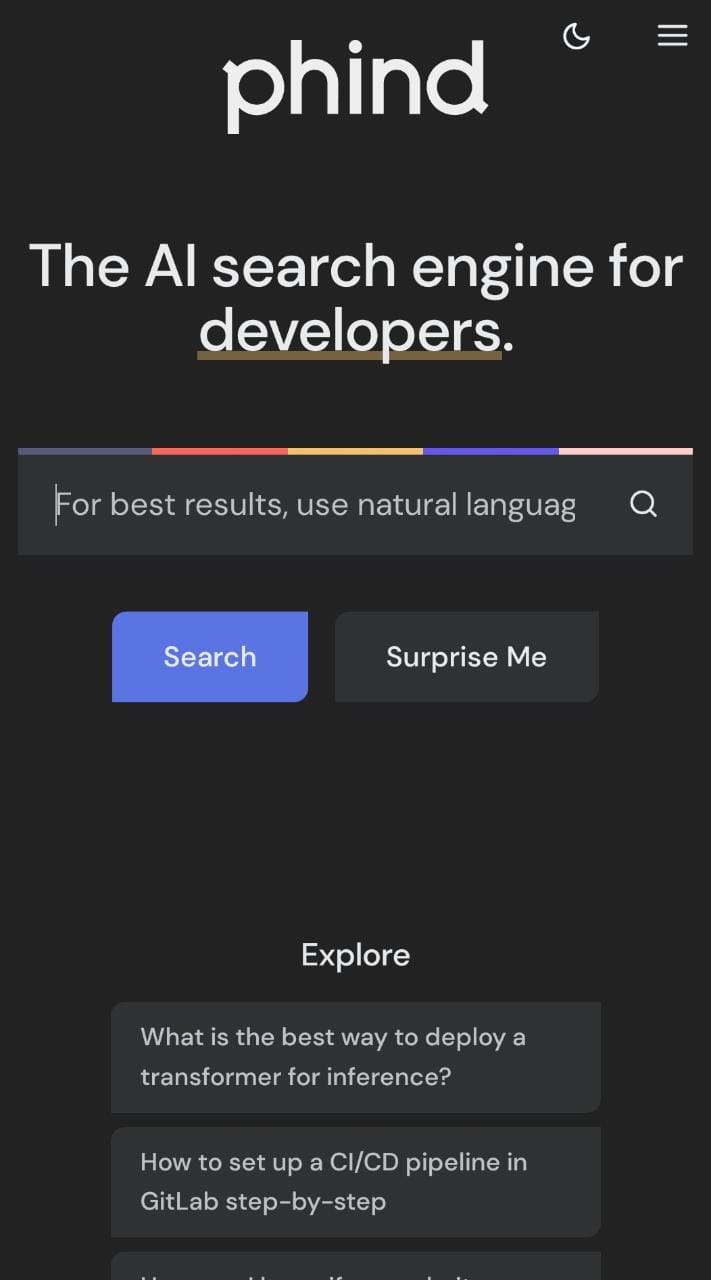 phind
The AI search engine for
developers.
For best results, use natural languag
Search
Surprise Me
Explore
What is the best way to deploy a
transformer for inference?
How to set up a CI/CD pipeline in
GitLab step-by-step